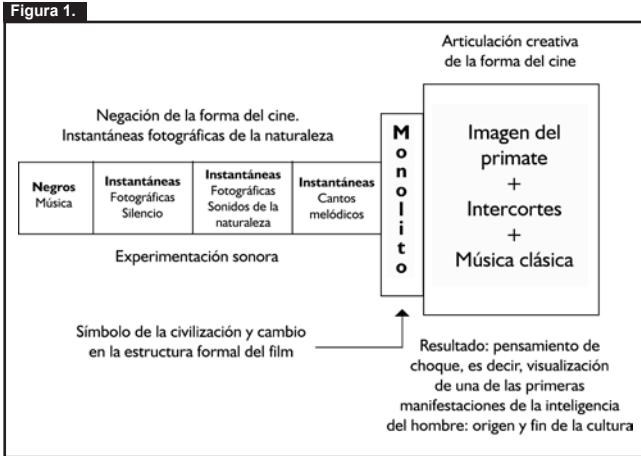 Figura 1.
Articulación creativa
de la forma del cine
Negación de la forma del cine.
Instantáneas fotográficas de la naturaleza
Negros
Música
Instantáneas
Fotográficas
Silencio
Instantáneas
Fotográficas
Sonidos de la
naturaleza
Instantáneas
Cantos
melódicos
Experimentación sonora
Monolito
Imagen del
primate
+
Intercortes
+
Música clásica
Símbolo de la civilización y cambio
en la estructura formal del film
Resultado: pensamiento de
choque, es decir, visualización
de una de las primeras
manifestaciones de la inteligencia
del hombre: origen y fin de la cultura